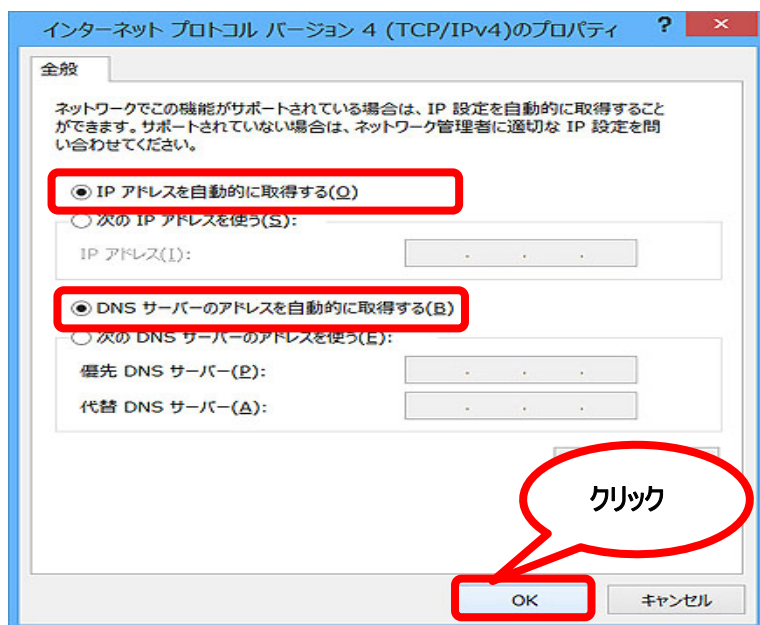 インターネット プロトコル バージョン 4 (TCP/IPv4)のプロパティ ? ×
全般
ネットワークでこの機能がサポートされている場合は、IP 設定を自動的に取得すること
ができます。サポートされていない場合は、ネットワーク管理者に適切な IP 設定を問
い合わせてください。
IP アドレスを自動的に取得する(O)
次の IP アドレスを使う(S):
IP アドレス(I):
DNS サーバーのアドレスを自動的に取得する(B)
次の DNS サーバーのアドレスを使う(E):
優先 DNS サーバー(P):
代替 DNS サーバー(A):
クリック
OK キャンセル